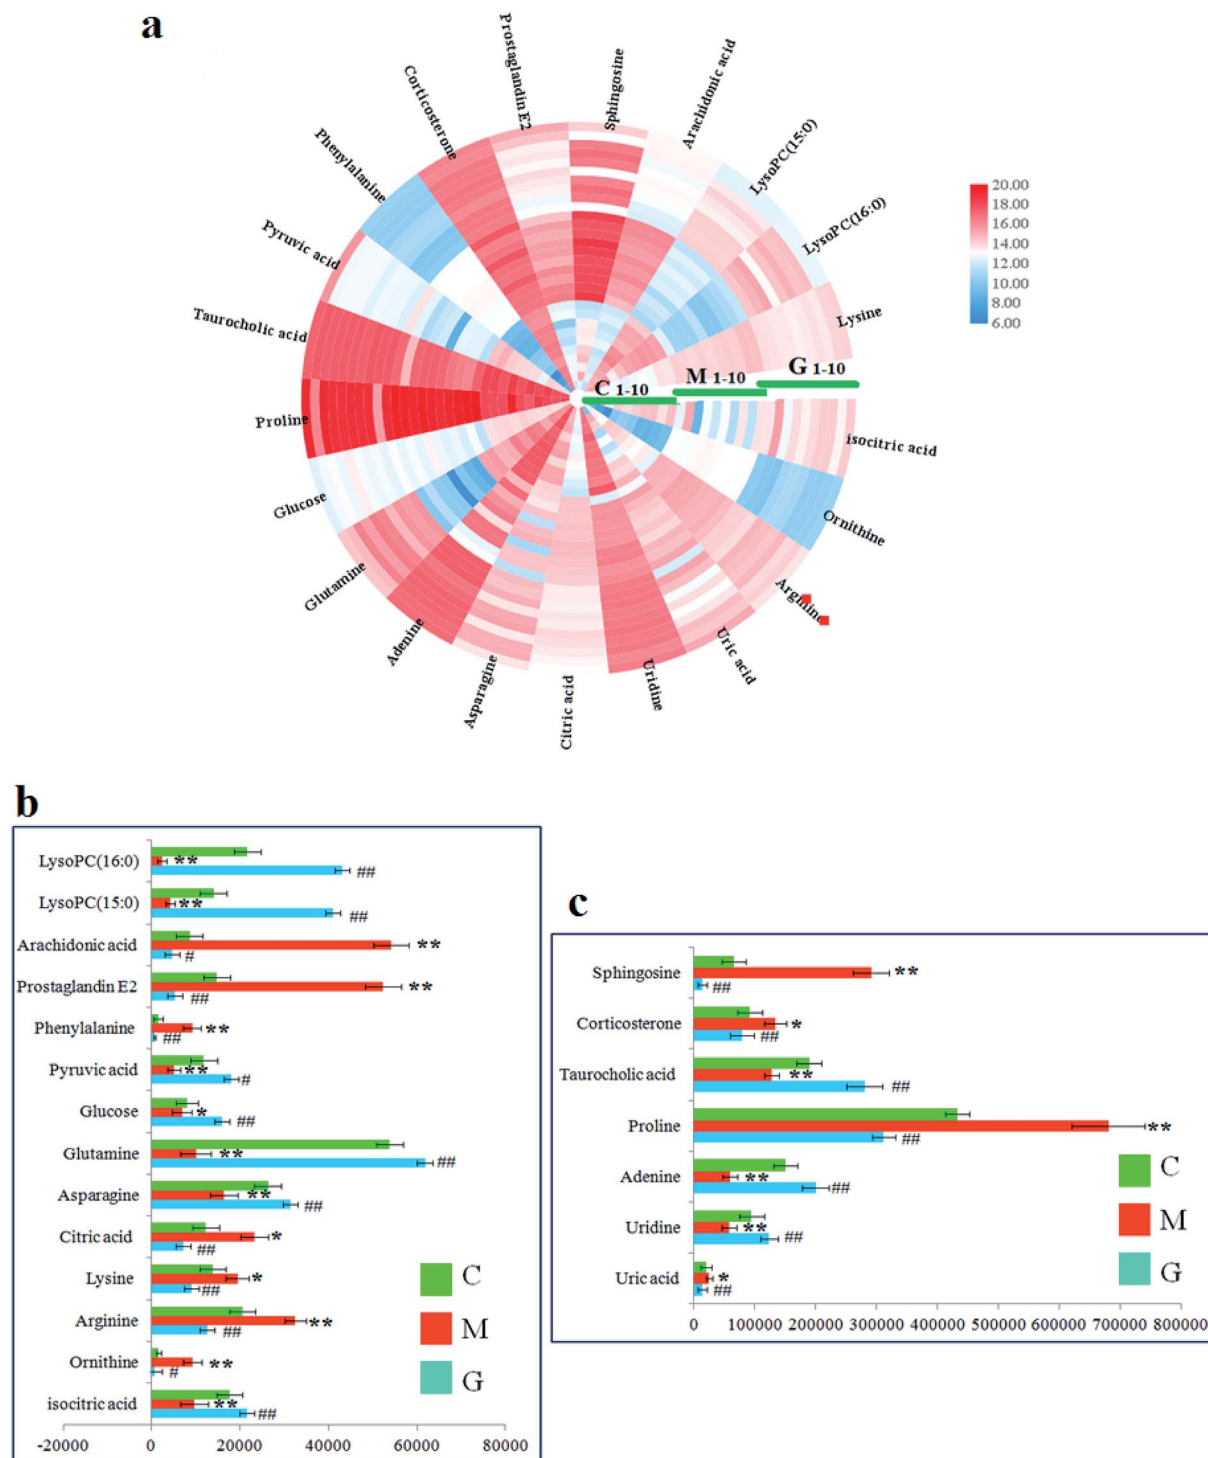 a
Prostaglandin E2
Sphingosine
Arachidonic acid
Corticosterone
LysoPC(15:0)
Phenylalanine
LysoPC(16:0)
Pyruvic acid
Lysine
Taurocholic acid
20.00
18.00
16.00
14.00
12.00
10.00
8.00
6.00
C 1-10
M 1-10
G 1-10
Proline
isocitric acid
Glucose
Ornithine
Glutamine
Arginine
Adenine
Uric acid
Asparagine
Uridine
Citric acid
b
LysoPC(16:0)
**
##
LysoPC(15:0)
**
##
Arachidonic acid
**
#
Prostaglandin E2
**
##
Phenylalanine
**
##
Pyruvic acid
**
#
Glucose
*
##
Glutamine
**
##
Asparagine
**
##
Citric acid
*
##
Lysine
*
##
Arginine
**
##
Ornithine
**
#
isocitric acid
**
##
C
M
G
-20000 0 20000 40000 60000 80000
c
Sphingosine
**
##
Corticosterone
*
##
Taurocholic acid
**
##
Proline
**
##
Adenine
**
##
Uridine
**
##
Uric acid
*
##
C
M
G
0 100000 200000 300000 400000 500000 600000 700000 800000